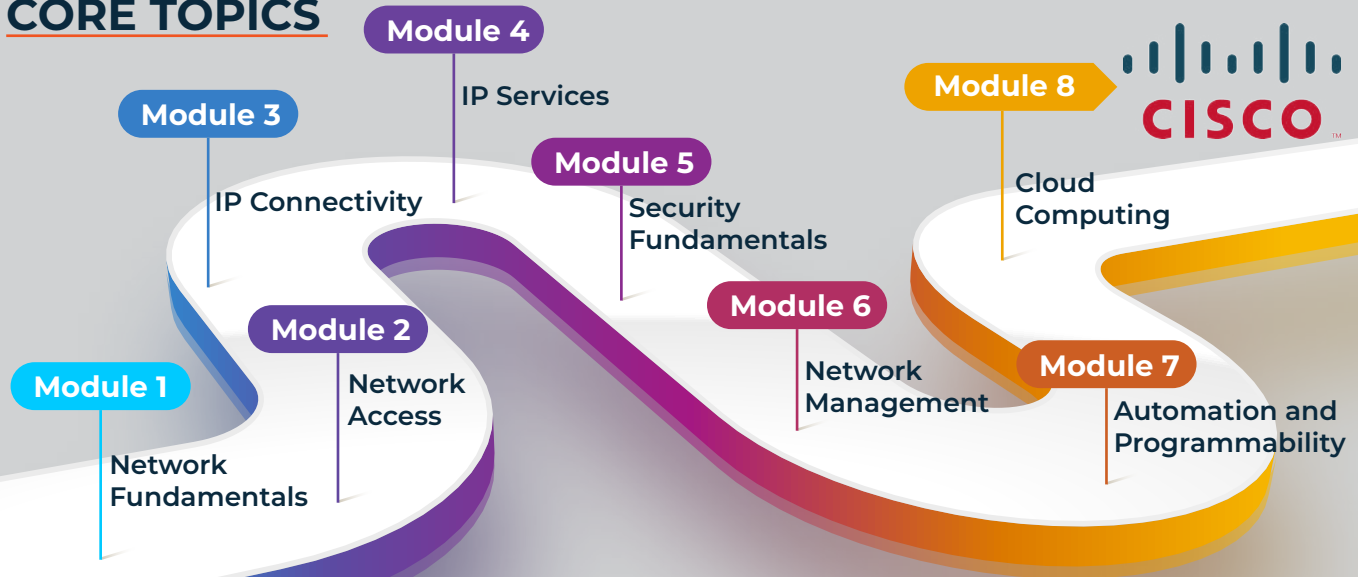 CORE TOPICS
Module 1
Network
Fundamentals
Module 2
Network
Access
Module 3
IP Connectivity
Module 4
IP Services
Module 5
Security
Fundamentals
Module 6
Network
Management
Module 7
Automation and
Programmability
Module 8
Cloud
Computing
CISCO
TM